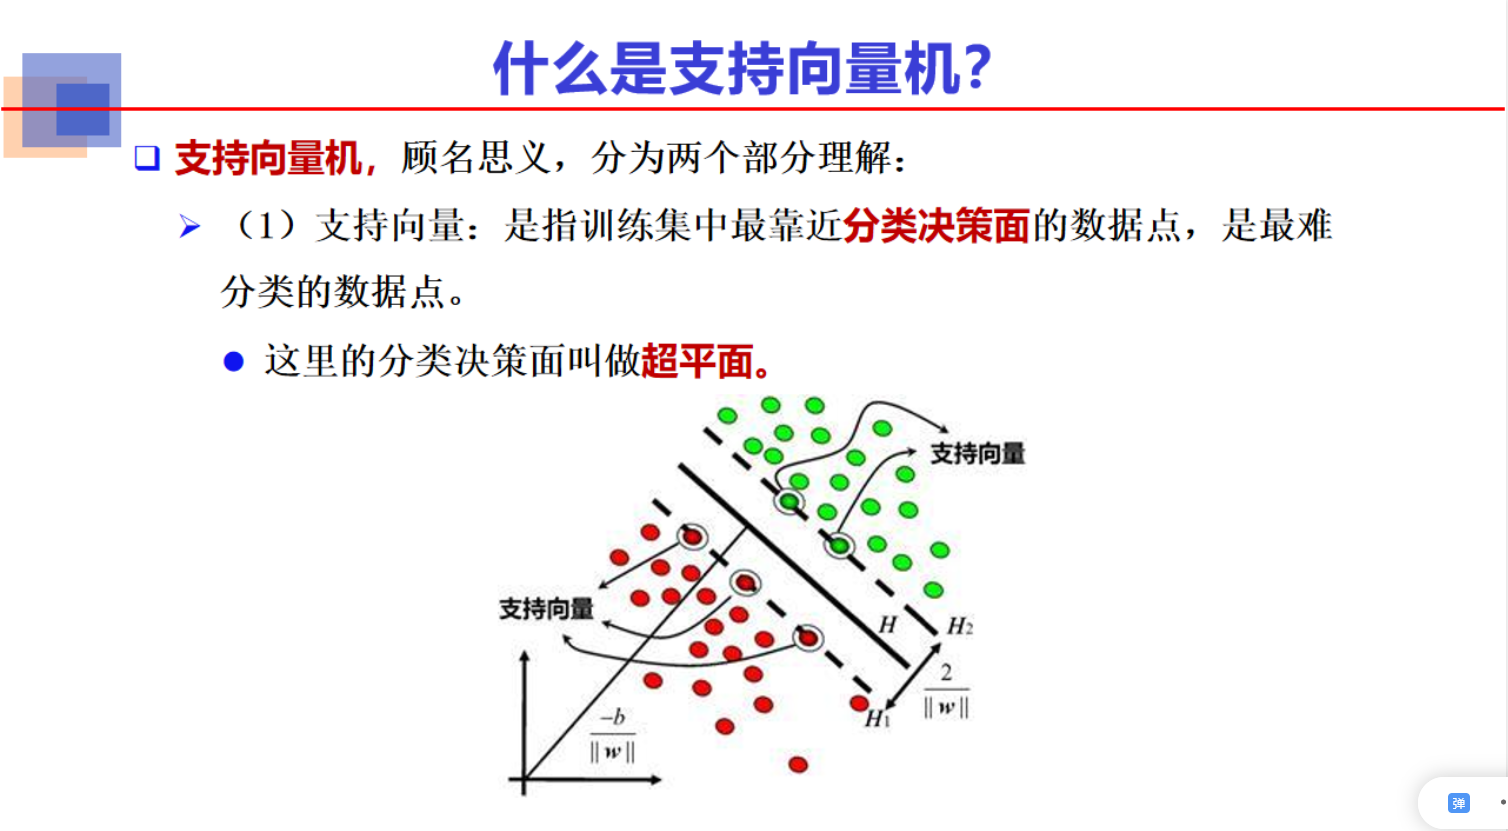 什么是支持向量机?
支持向量机，顾名思义，分为两个部分理解：
（1）支持向量：是指训练集中最靠近分类决策面的数据点，是最难
分类的数据点。
这里的分类决策面叫做超平面。
支持向量
支持向量
H
H2
2
|| w ||
H1
−b
|| w ||
弹